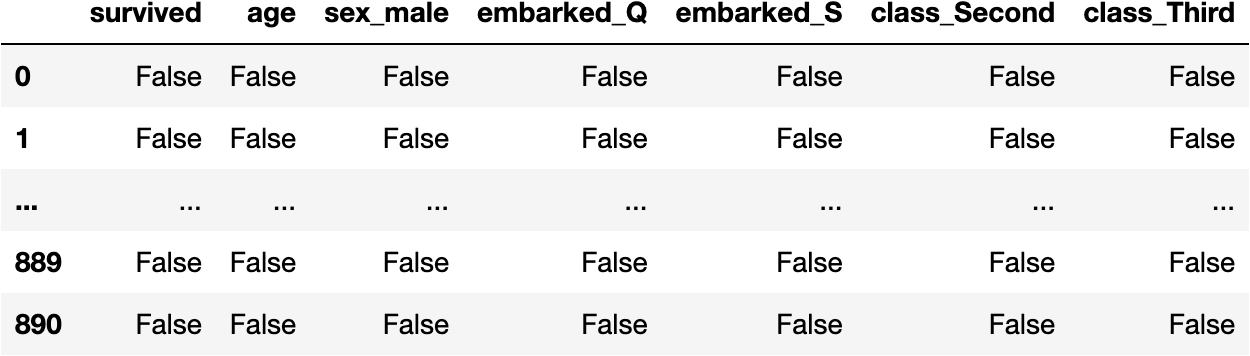 survived age sex_male embarked_Q embarked_S class_Second class_Third
0 False False False False False False False
1 False False False False False False False
... ... ... ... ... ... ... ...
889 False False False False False False False
890 False False False False False False False